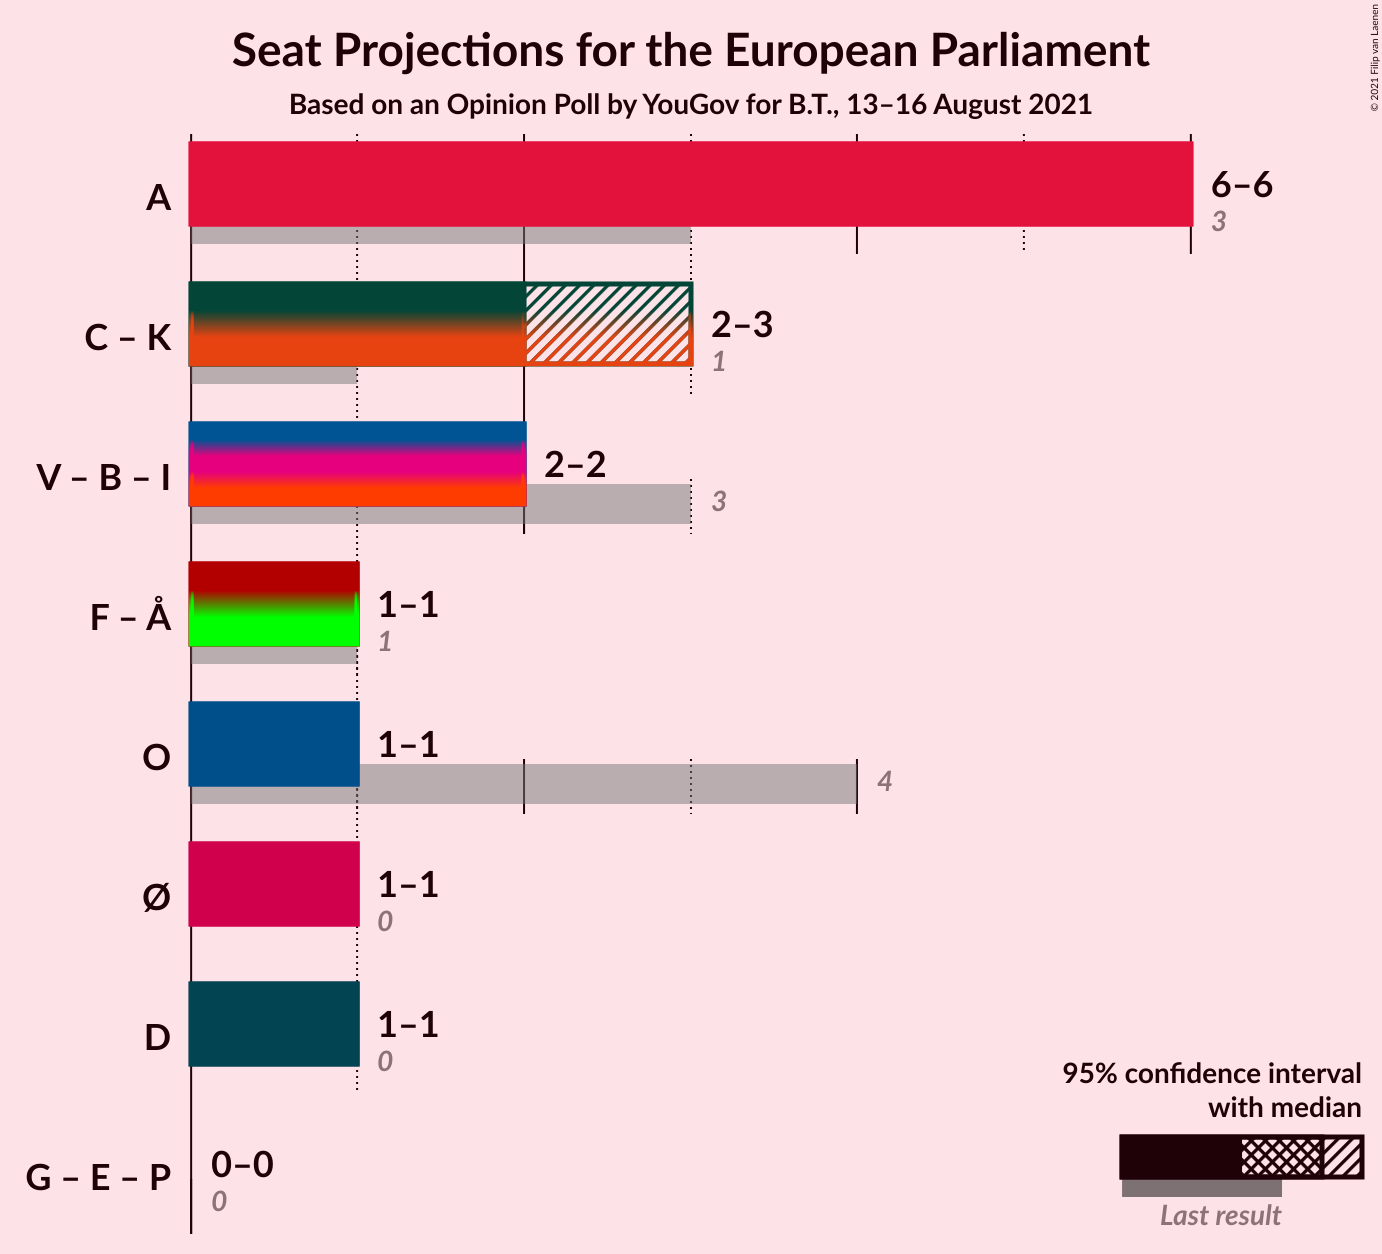 Seat Projections for the European Parliament
Based on an Opinion Poll by YouGov for B.T., 13–16 August 2021
© 2021 Filip van Laenen
A
6–6
3
C – K
2–3
1
V – B – I
2–2
3
F – Å
1–1
1
O
1–1
4
Ø
1–1
0
D
1–1
0
G – E – P
0–0
0
95% confidence interval
with median
Last result